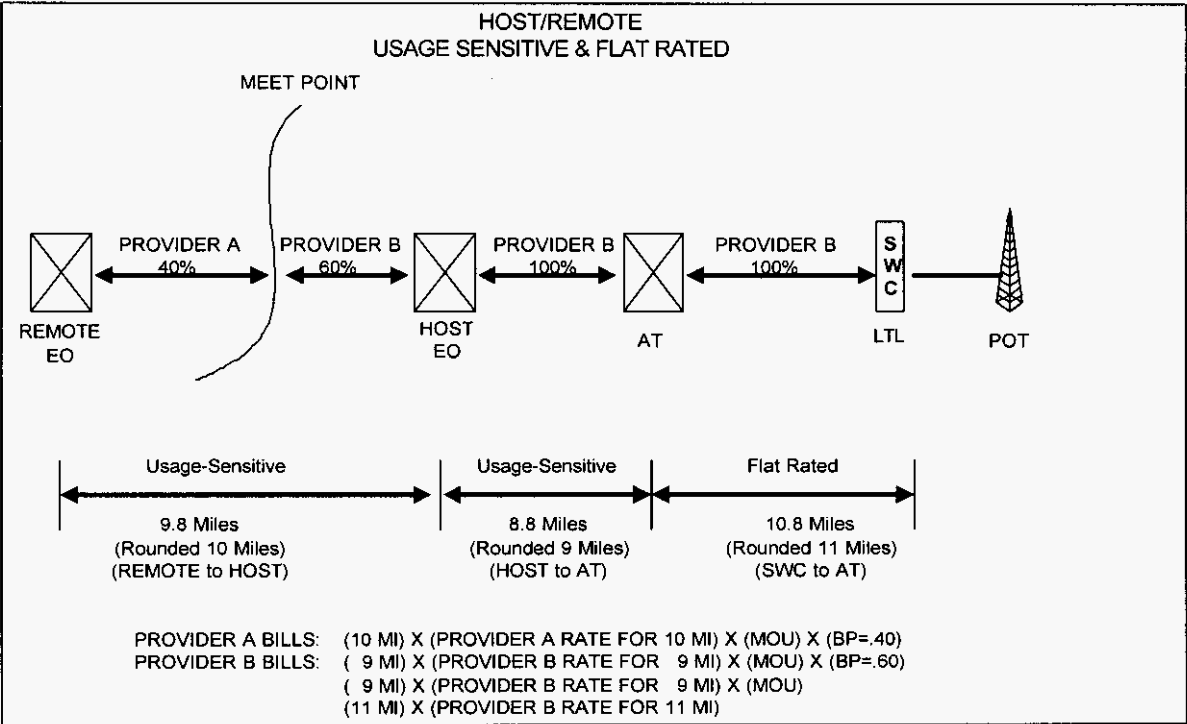 HOST/REMOTE
USAGE SENSITIVE & FLAT RATED
MEET POINT
PROVIDER A
40%
PROVIDER B
60%
PROVIDER B
100%
PROVIDER B
100%
S
W
C
REMOTE
EO
HOST
EO
AT
LTL
POT
Usage-Sensitive
9.8 Miles
(Rounded 10 Miles)
(REMOTE to HOST)
Usage-Sensitive
8.8 Miles
(Rounded 9 Miles)
(HOST to AT)
Flat Rated
10.8 Miles
(Rounded 11 Miles)
(SWC to AT)
PROVIDER A BILLS: (10 MI) X (PROVIDER A RATE FOR 10 MI) X (MOU) X (BP=.40)
PROVIDER B BILLS: ( 9 MI) X (PROVIDER B RATE FOR 9 MI) X (MOU) X (BP=.60)
( 9 MI) X (PROVIDER B RATE FOR 9 MI) X (MOU)
(11 MI) X (PROVIDER B RATE FOR 11 MI)